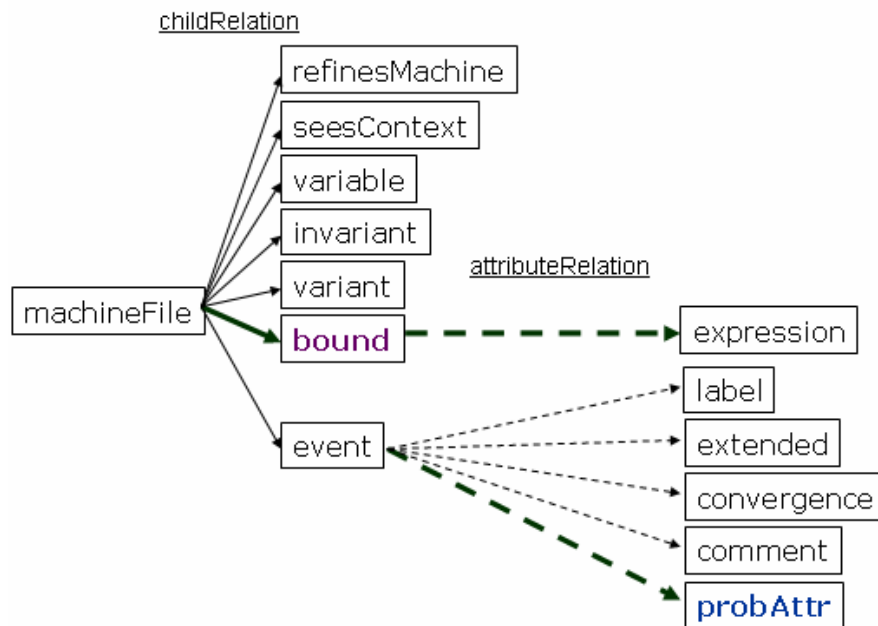 childRelation
refinesMachine
seesContext
variable
invariant
attributeRelation
variant
machineFile
bound
expression
label
event
extended
convergence
comment
probAttr